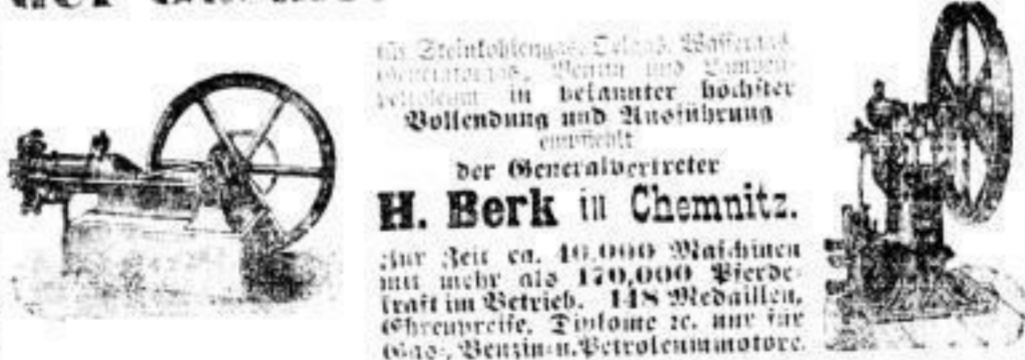 für Steinkohlengas, Oelgas, Wassergas
Generatorgas, Benzin und Lampen-
petroleum in bekannter höchster
Vollendung und Ausführung
empfiehlt
der Generalvertreter
H. Berk in Chemnitz.
Zur Zeit ca. 40,000 Maschinen
mit mehr als 170,000 Pferde-
kraft im Betrieb. 148 Medaillen,
Ehrenpreise, Diplome ꝛc. nur für
Gas-, Benzin- u. Petroleummotore.